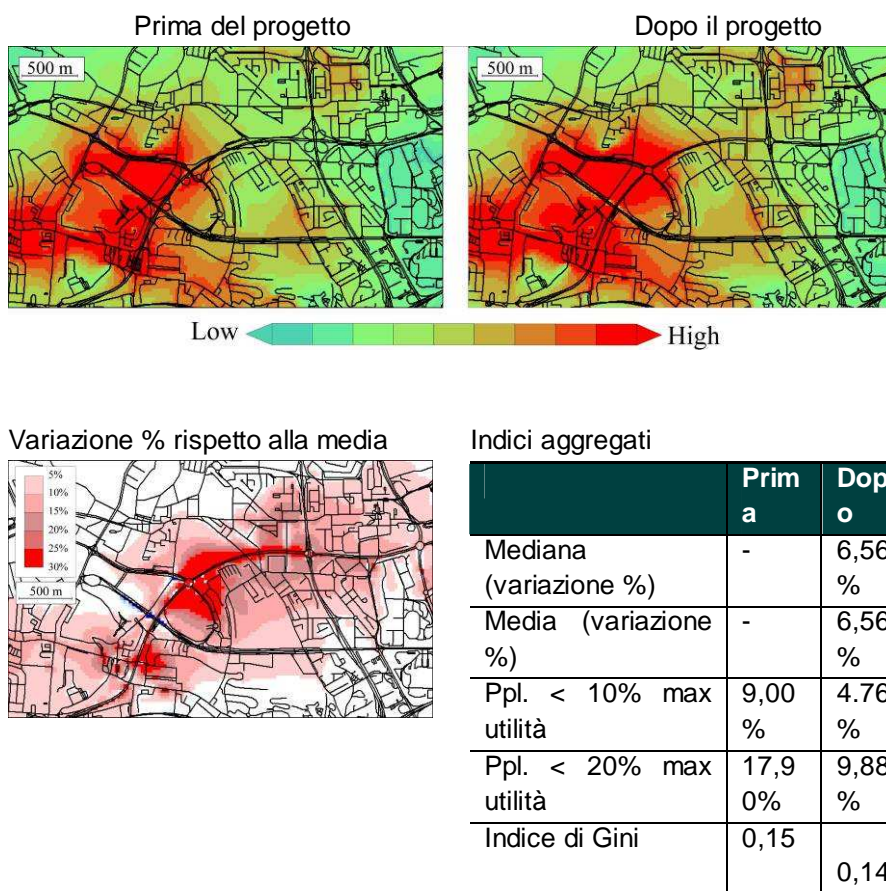 Prima del progetto
Dopo il progetto
500 m
500 m
Low
High
Variazione % rispetto alla media
5%
10%
15%
20%
25%
30%
500 m
Indici aggregati
Prim Dop
a o
Mediana - 6,56
(variazione %) %
Media (variazione - 6,56
%) %
Ppl. < 10% max 9,00 4.76
utilità % %
Ppl. < 20% max 17,9 9,88
utilità 0% %
Indice di Gini 0,15
0,14